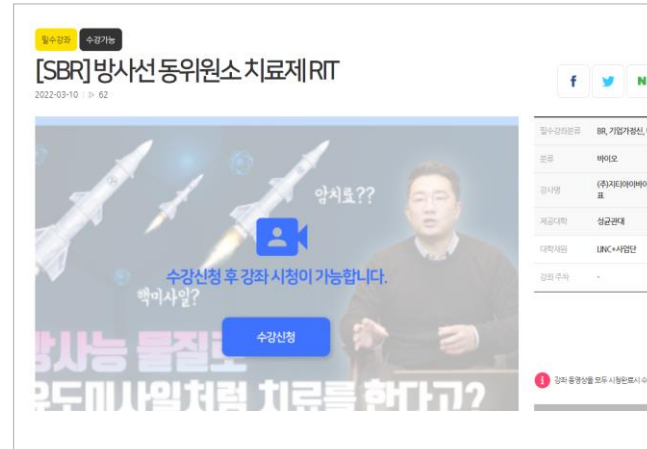 필수강좌 수강가능
[SBR] 방사선 동위원소 치료제 RIT
2022-03-10 62
f N
암치료??
수강신청 후 강좌 시청이 가능합니다.
핵미사일?
수강신청
방사능 물질로
유도미사일처럼 치료를 한다고?
필수강좌분류 BR, 기업가정신,
분류 바이오
강사명 (주)지티아이바이오
표
제공대학 성균관대
대학재원 LINC+사업단
강좌 주차 -
강좌 동영상을 모두 시청완료시 수